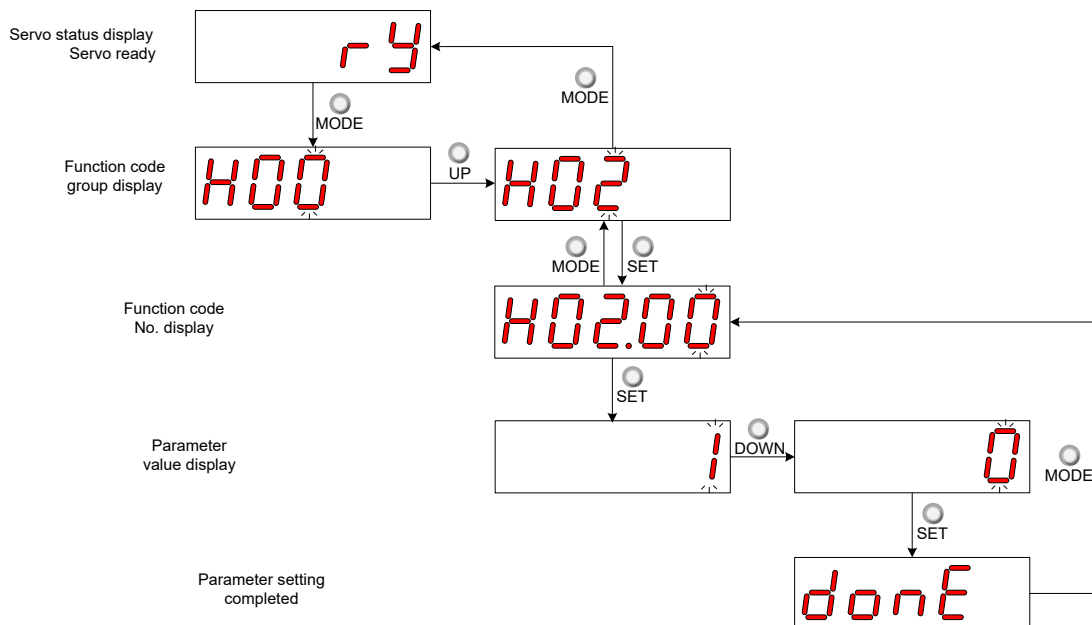 Servo status display
Servo ready
rY
MODE
MODE
Function code
group display
H00
UP
H02
MODE
SET
Function code
No. display
H02.00
SET
Parameter
value display
1
DOWN
0
MODE
SET
Parameter setting
completed
donE